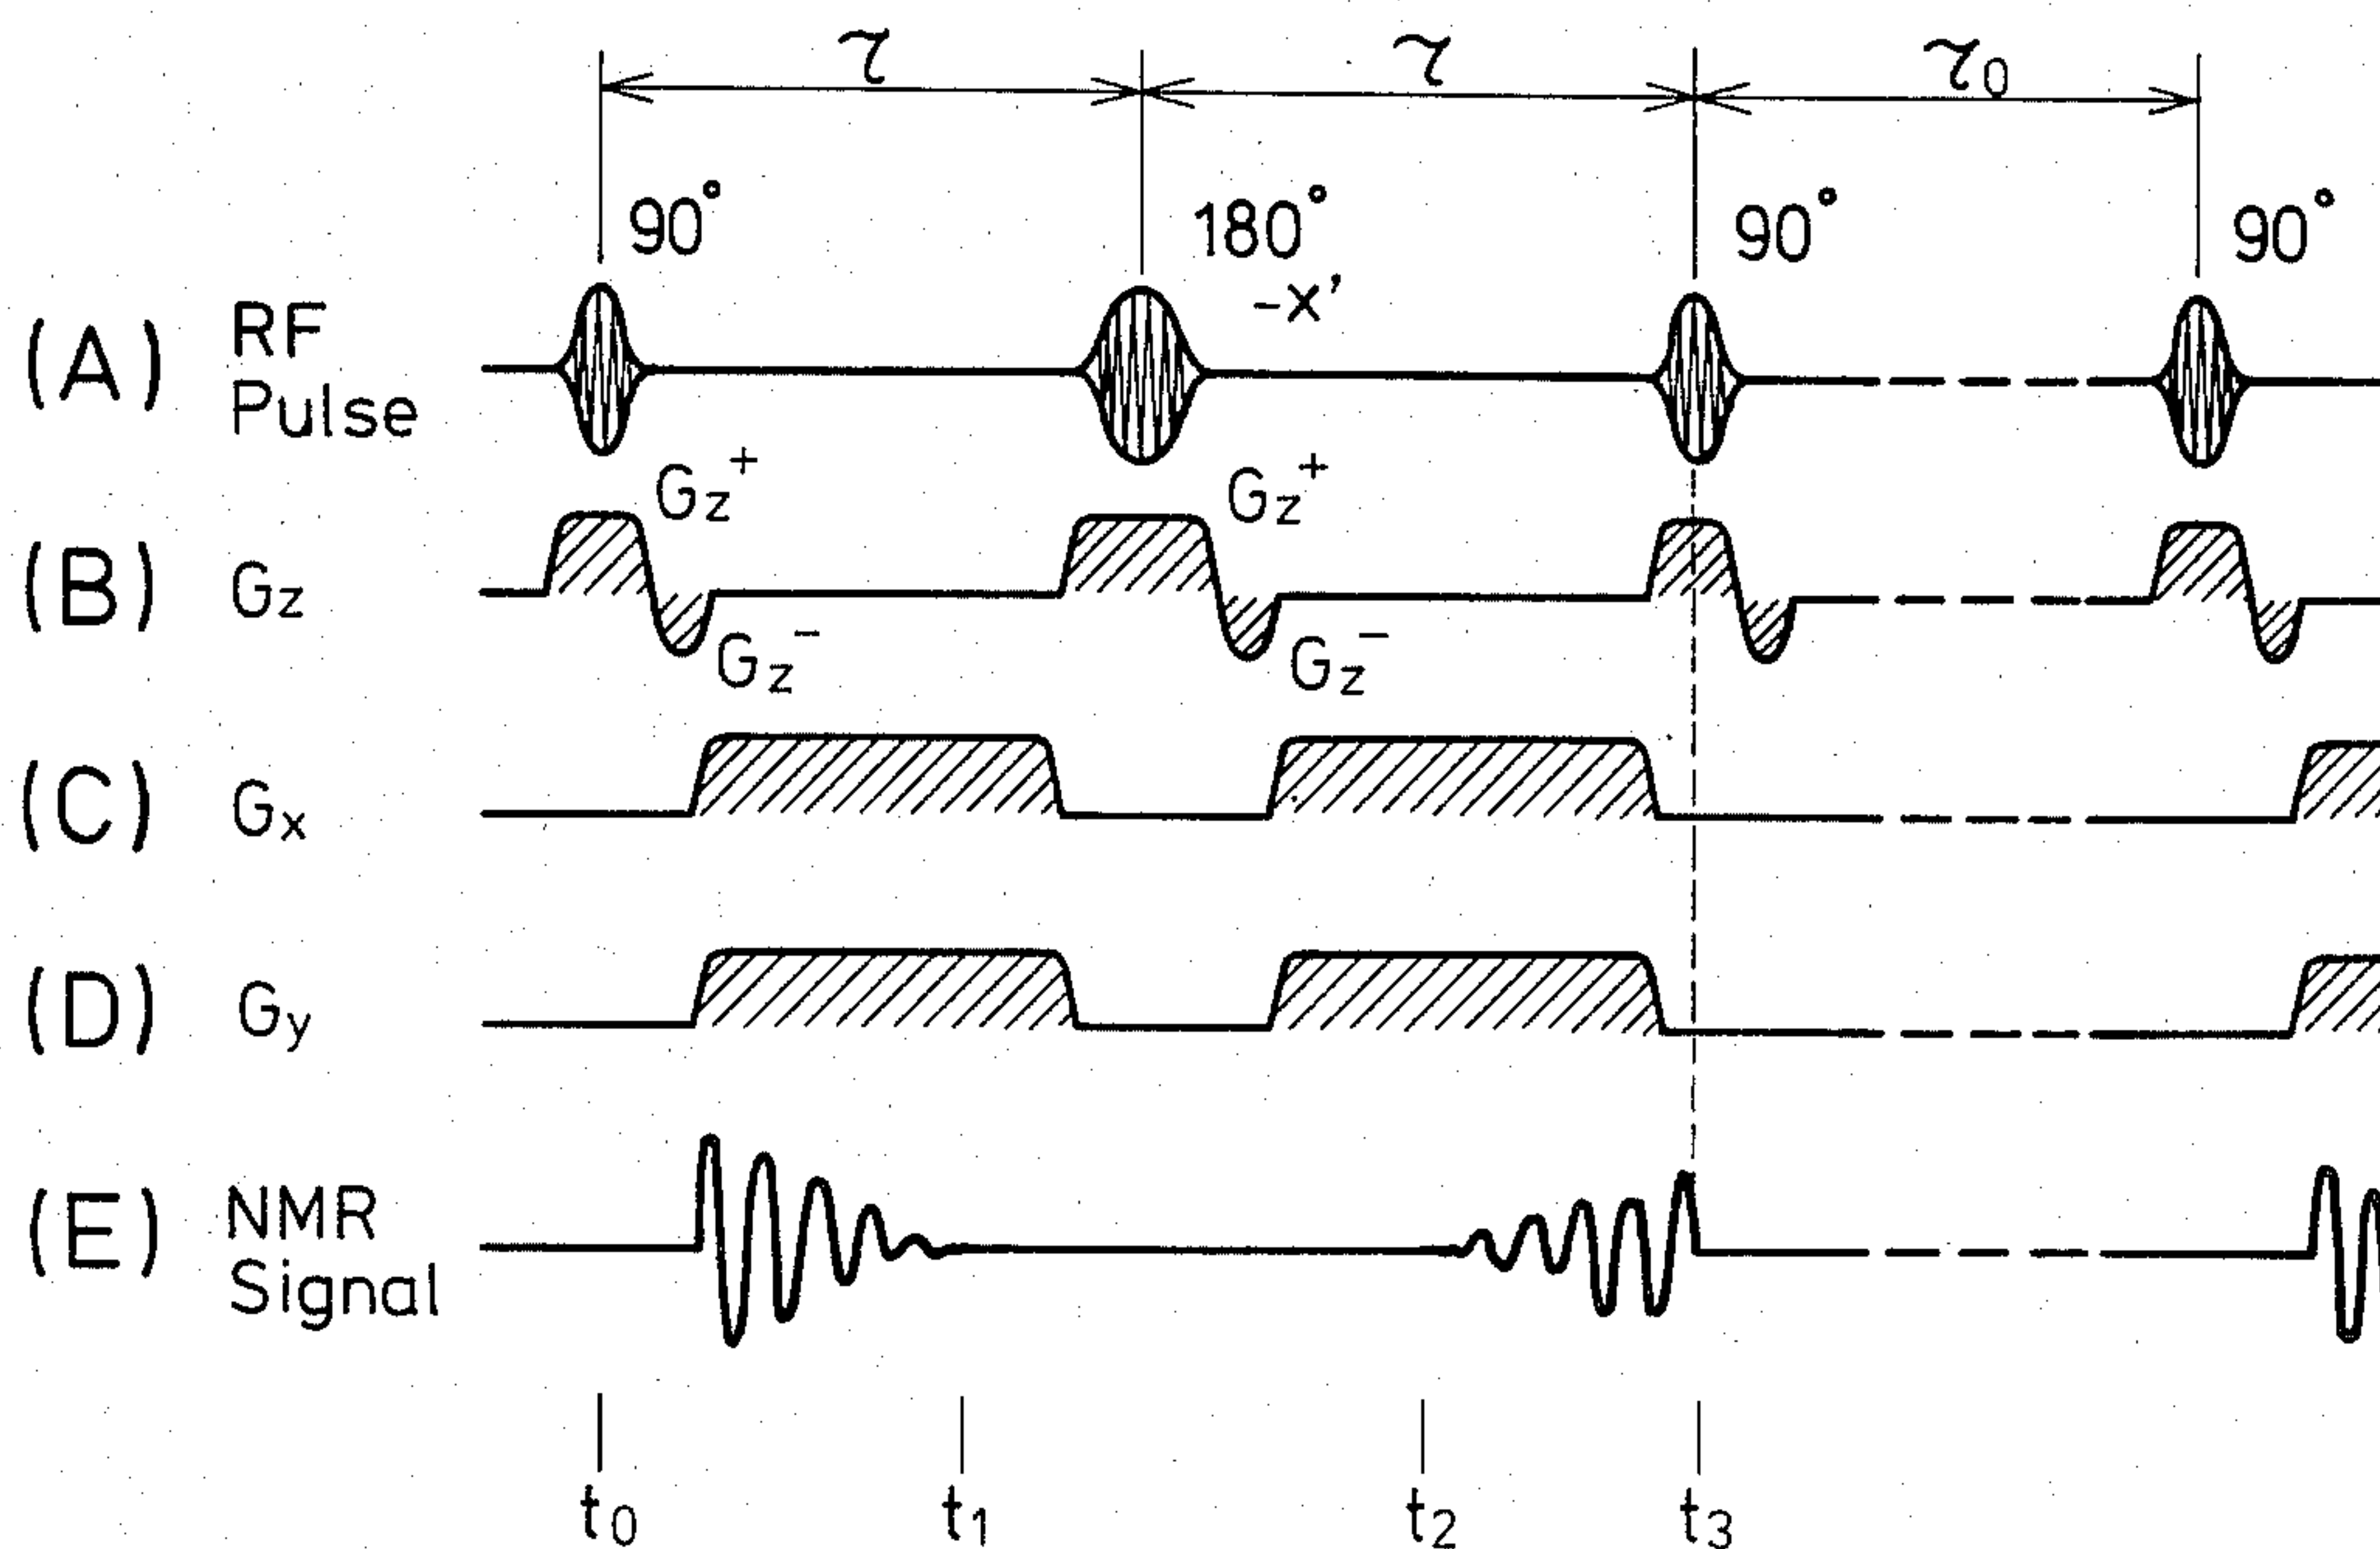 τ τ τ0
90° 180° 90° 90°
-x'
(A) RF
Pulse
Gz+ Gz+
(B) Gz
Gz- Gz-
(C) Gx
(D) Gy
(E) NMR
Signal
t0 t1 t2 t3